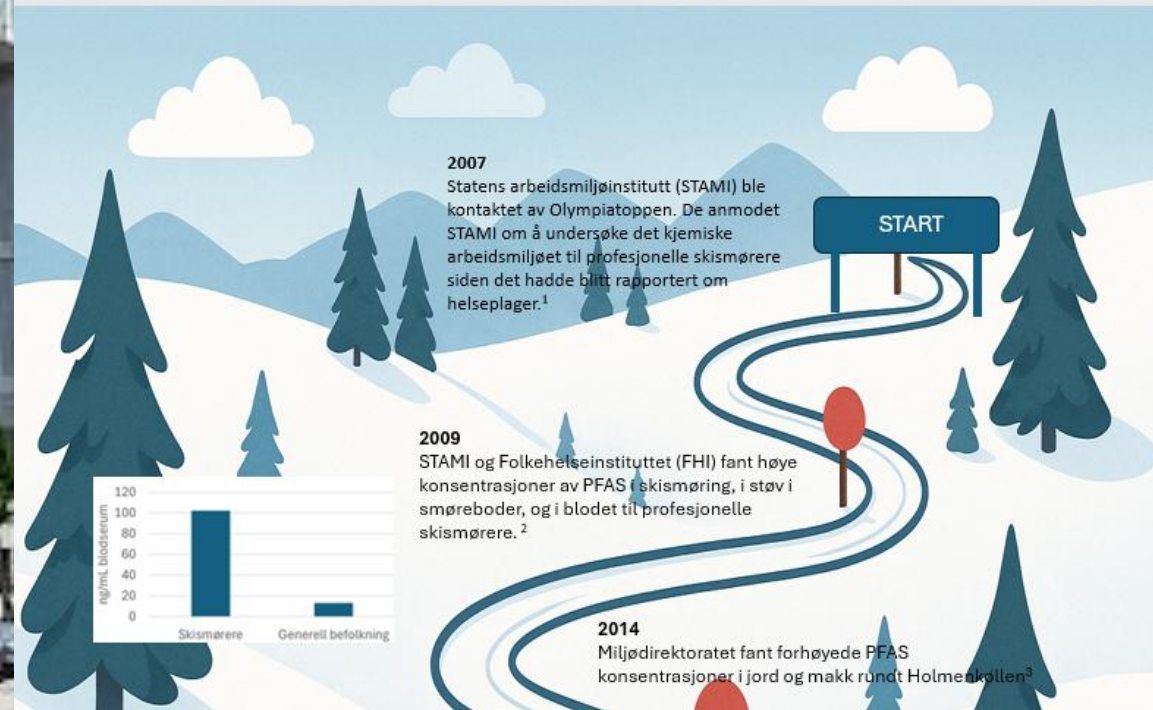 2007
Statens arbeidsmiljøinstitutt (STAMI) ble
kontaktet av Olympiatoppen. De anmodet
STAMI om å undersøke det kjemiske
arbeidsmiljøet til profesjonelle skismørere
siden det hadde blitt rapportert om
helseplager.¹
START
2009
STAMI og Folkehelseinstituttet (FHI) fant høye
konsentrasjoner av PFAS i skismøring, i støv i
smøreboder, og i blodet til profesjonelle
skismørere. ²
120
100
80
60
40
20
0
ng/mL blodserum
Skismørere
Generell befolkning
2014
Miljødirektoratet fant forhøyede PFAS
konsentrasjoner i jord og makk rundt Holmenkollen³